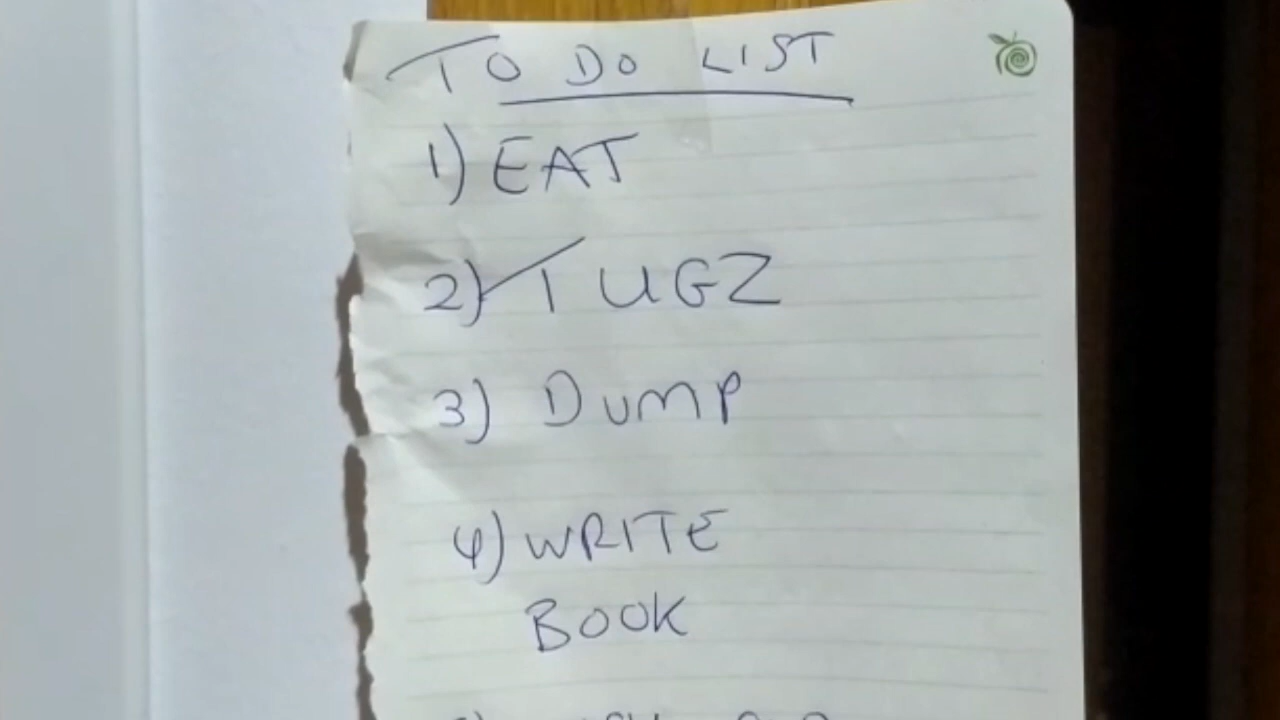 TO DO LIST
1) EAT
2) TUGZ
3) DUMP
4) WRITE
BOOK